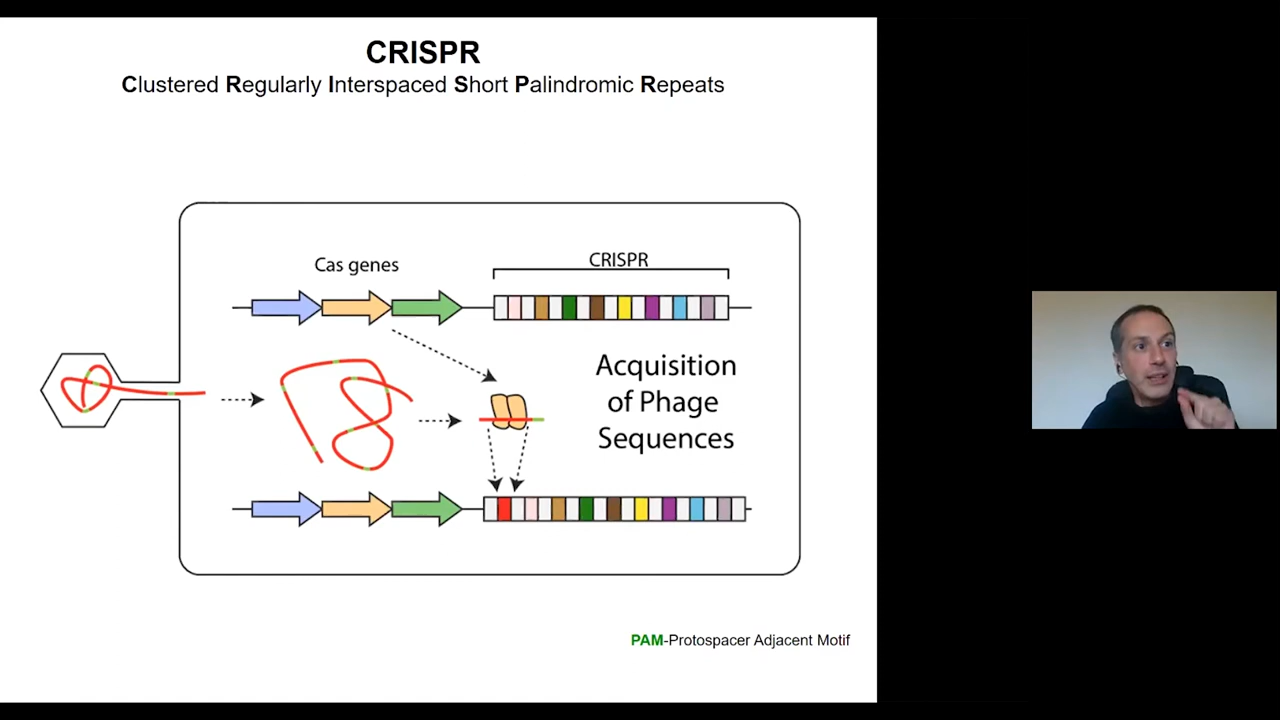 CRISPR
Clustered Regularly Interspaced Short Palindromic Repeats
Cas genes
CRISPR
Acquisition
of Phage
Sequences
PAM-Protospacer Adjacent Motif